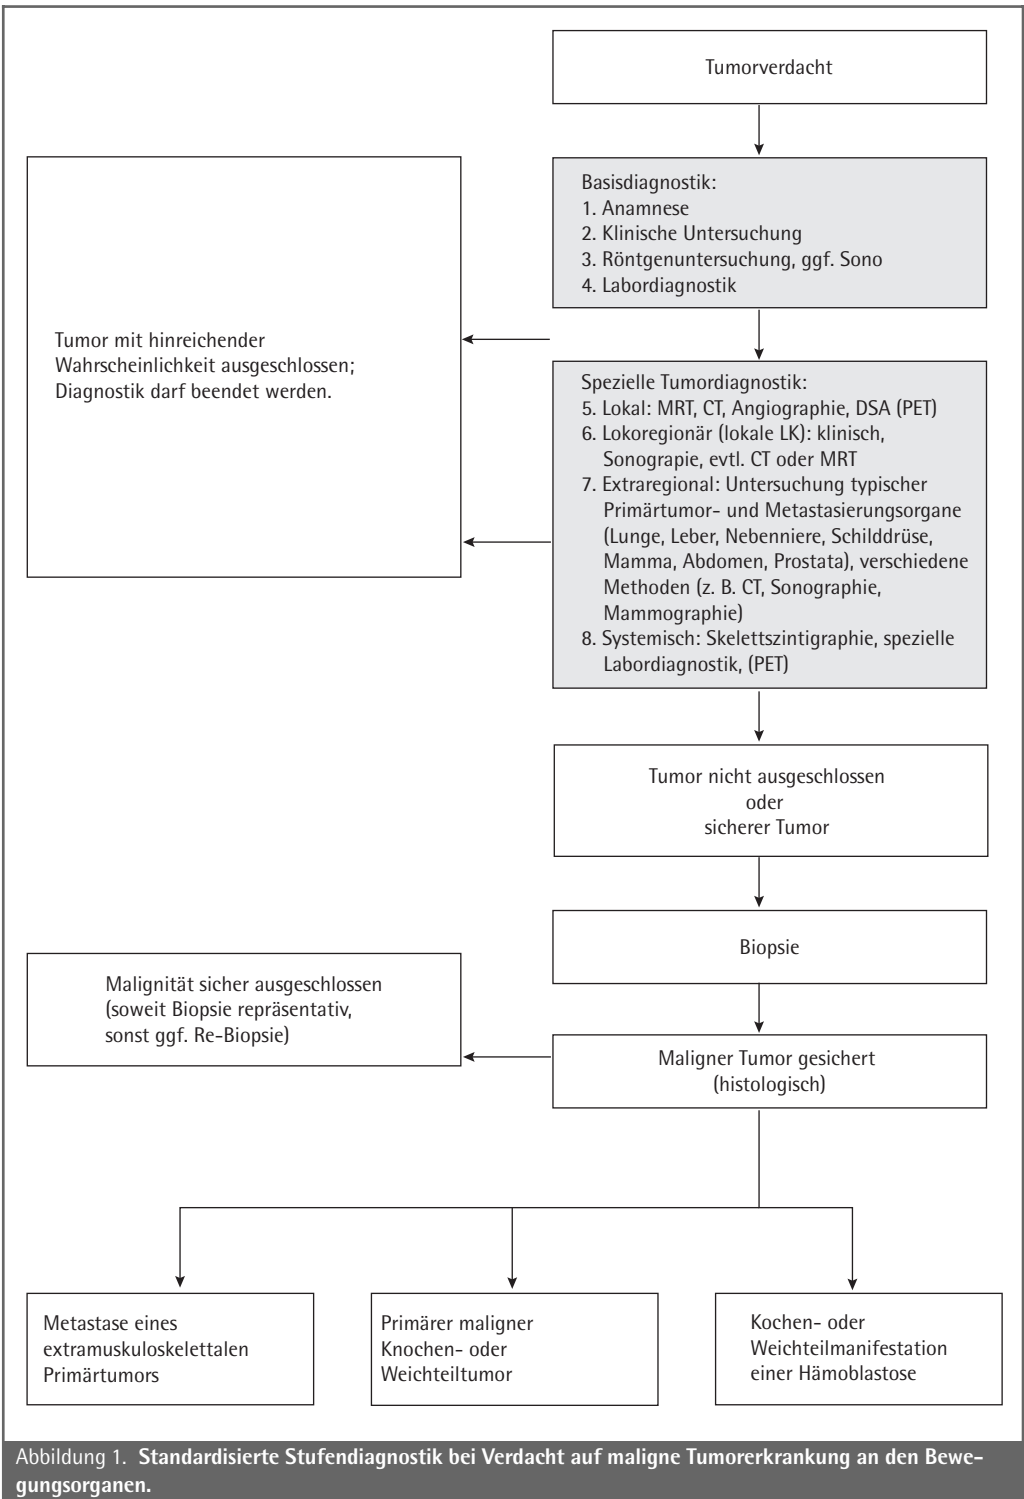 Tumorverdacht
Basisdiagnostik:
1. Anamnese
2. Klinische Untersuchung
3. Röntgenuntersuchung, ggf. Sono
4. Labordiagnostik
Tumor mit hinreichender
Wahrscheinlichkeit ausgeschlossen;
Diagnostik darf beendet werden.
Spezielle Tumordiagnostik:
5. Lokal: MRT, CT, Angiographie, DSA (PET)
6. Lokoregionär (lokale LK): klinisch,
Sonograpie, evtl. CT oder MRT
7. Extraregional: Untersuchung typischer
Primärtumor- und Metastasierungsorgane
(Lunge, Leber, Nebenniere, Schilddrüse,
Mamma, Abdomen, Prostata), verschiedene
Methoden (z. B. CT, Sonographie,
Mammographie)
8. Systemisch: Skelettszintigraphie, spezielle
Labordiagnostik, (PET)
Tumor nicht ausgeschlossen
oder
sicherer Tumor
Biopsie
Malignität sicher ausgeschlossen
(soweit Biopsie repräsentativ,
sonst ggf. Re-Biopsie)
Maligner Tumor gesichert
(histologisch)
Metastase eines
extramuskuloskelettalen
Primärtumors
Primärer maligner
Knochen- oder
Weichteiltumor
Kochen- oder
Weichteilmanifestation
einer Hämoblastose
Abbildung 1. Standardisierte Stufendiagnostik bei Verdacht auf maligne Tumorerkrankung an den Bewe-
gungsorganen.